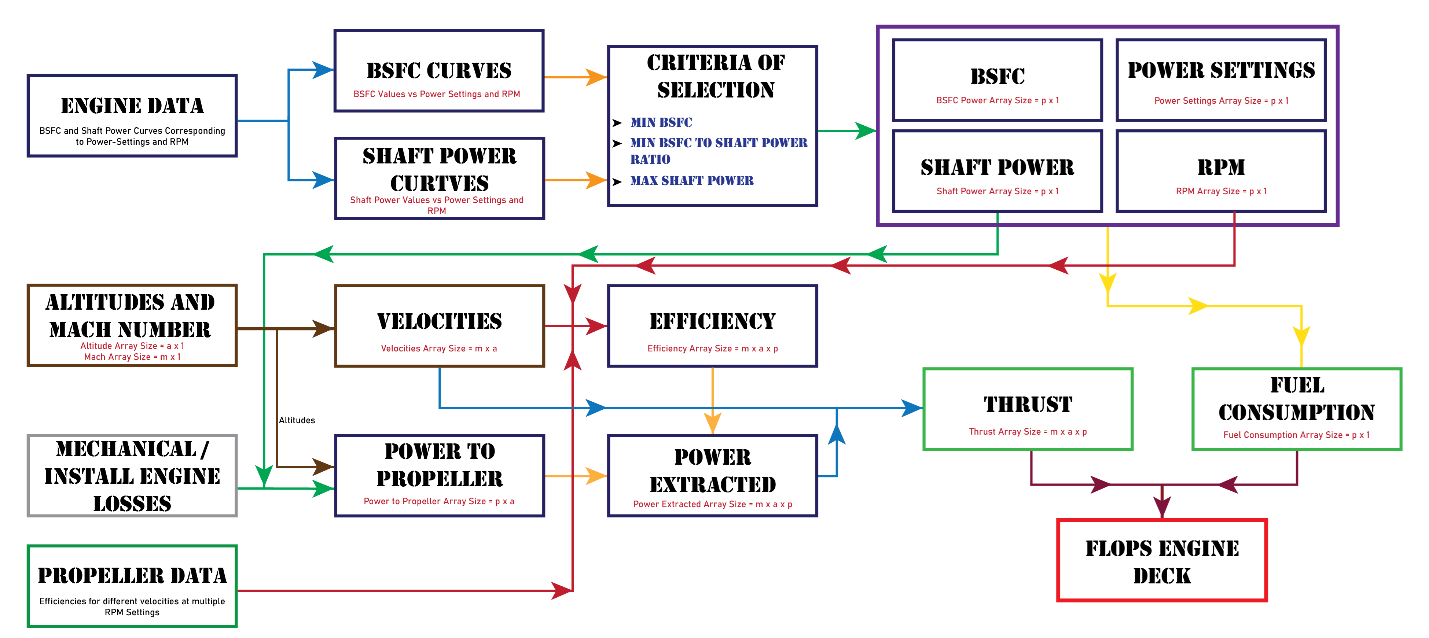 ENGINE DATA
BSFC and Shaft Power Curves Corresponding
to Power-Settings and RPM
BSFC CURVES
BSFC Values vs Power Settings and RPM
SHAFT POWER
CURTVES
Shaft Power Values vs Power Settings and
RPM
CRITERIA OF
SELECTION
➤ MIN BSFC
➤ MIN BSFC TO SHAFT POWER
RATIO
➤ MAX SHAFT POWER
BSFC
BSFC Power Array Size = p x 1
POWER SETTINGS
Power Settings Array Size = p x 1
SHAFT POWER
Shaft Power Array Size = p x 1
RPM
RPM Array Size = p x 1
ALTITUDES AND
MACH NUMBER
Altitude Array Size = a x 1
Mach Array Size = m x 1
VELOCITIES
Velocities Array Size = m x a
EFFICIENCY
Efficiency Array Size = m x a x p
Altitudes
THRUST
Thrust Array Size = m x a x p
FUEL
CONSUMPTION
Fuel Consumption Array Size = p x 1
MECHANICAL /
INSTALL ENGINE
LOSSES
POWER TO
PROPELLER
Power to Propeller Array Size = p x a
POWER
EXTRACTED
Power Extracted Array Size = m x a x p
PROPELLER DATA
Efficiencies for different velocities at multiple
RPM Settings
FLOPS ENGINE
DECK